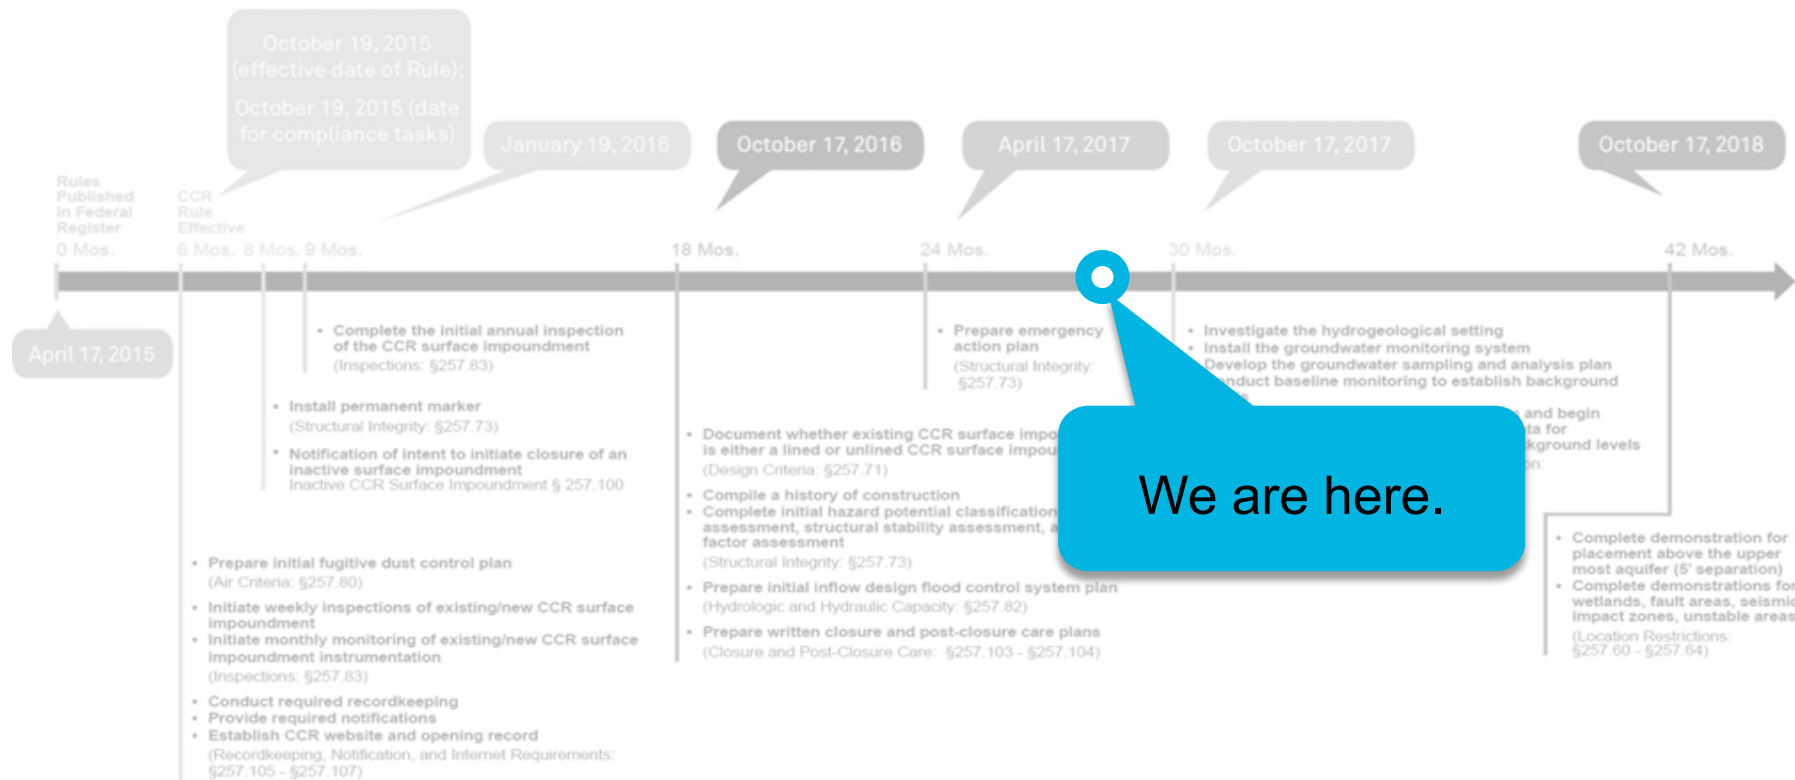 October 19, 2015
(effective date of Rule);
October 19, 2015 (date
for compliance tasks)
January 19, 2016
October 17, 2016
April 17, 2017
October 17, 2017
October 17, 2018
Rules
Published
in Federal
Register
0 Mos.
CCR
Rule
Effective
6 Mos.
8 Mos.
9 Mos.
18 Mos.
24 Mos.
30 Mos.
42 Mos.
April 17, 2015
• Complete the initial annual inspection
of the CCR surface impoundment
(Inspections: §257.83)
• Install permanent marker
(Structural Integrity: §257.73)
• Notification of intent to initiate closure of an
inactive surface impoundment
Inactive CCR Surface Impoundment § 257.100
• Prepare initial fugitive dust control plan
(Air Criteria: §257.80)
• Initiate weekly inspections of existing/new CCR surface
impoundment
• Initiate monthly monitoring of existing/new CCR surface
impoundment instrumentation
(Inspections: §257.83)
• Conduct required recordkeeping
• Provide required notifications
• Establish CCR website and opening record
(Recordkeeping, Notification, and Internet Requirements:
§257.105 - §257.107)
• Document whether existing CCR surface
is either a lined or unlined CCR surface
(Design Criteria: §257.71)
• Compile a history of construction
• Complete initial hazard potential classification
assessment, structural stability assessment,
factor assessment
(Structural Integrity: §257.73)
• Prepare initial inflow design flood control system plan
(Hydrologic and Hydraulic Capacity: §257.82)
• Prepare written closure and post-closure care plans
(Closure and Post-Closure Care: §257.103 - §257.104)
• Prepare emergency
action plan
(Structural Integrity:
§257.73)
• Investigate the hydrogeological setting
• Install the groundwater monitoring system
Develop the groundwater sampling and analysis plan
baseline monitoring to establish background
and begin
for
levels
We are here.
• Complete demonstration for
placement above the upper
most aquifer (5' separation)
• Complete demonstrations for
wetlands, fault areas, seismic
impact zones, unstable areas
(Location Restrictions:
§257.60 - §257.64)